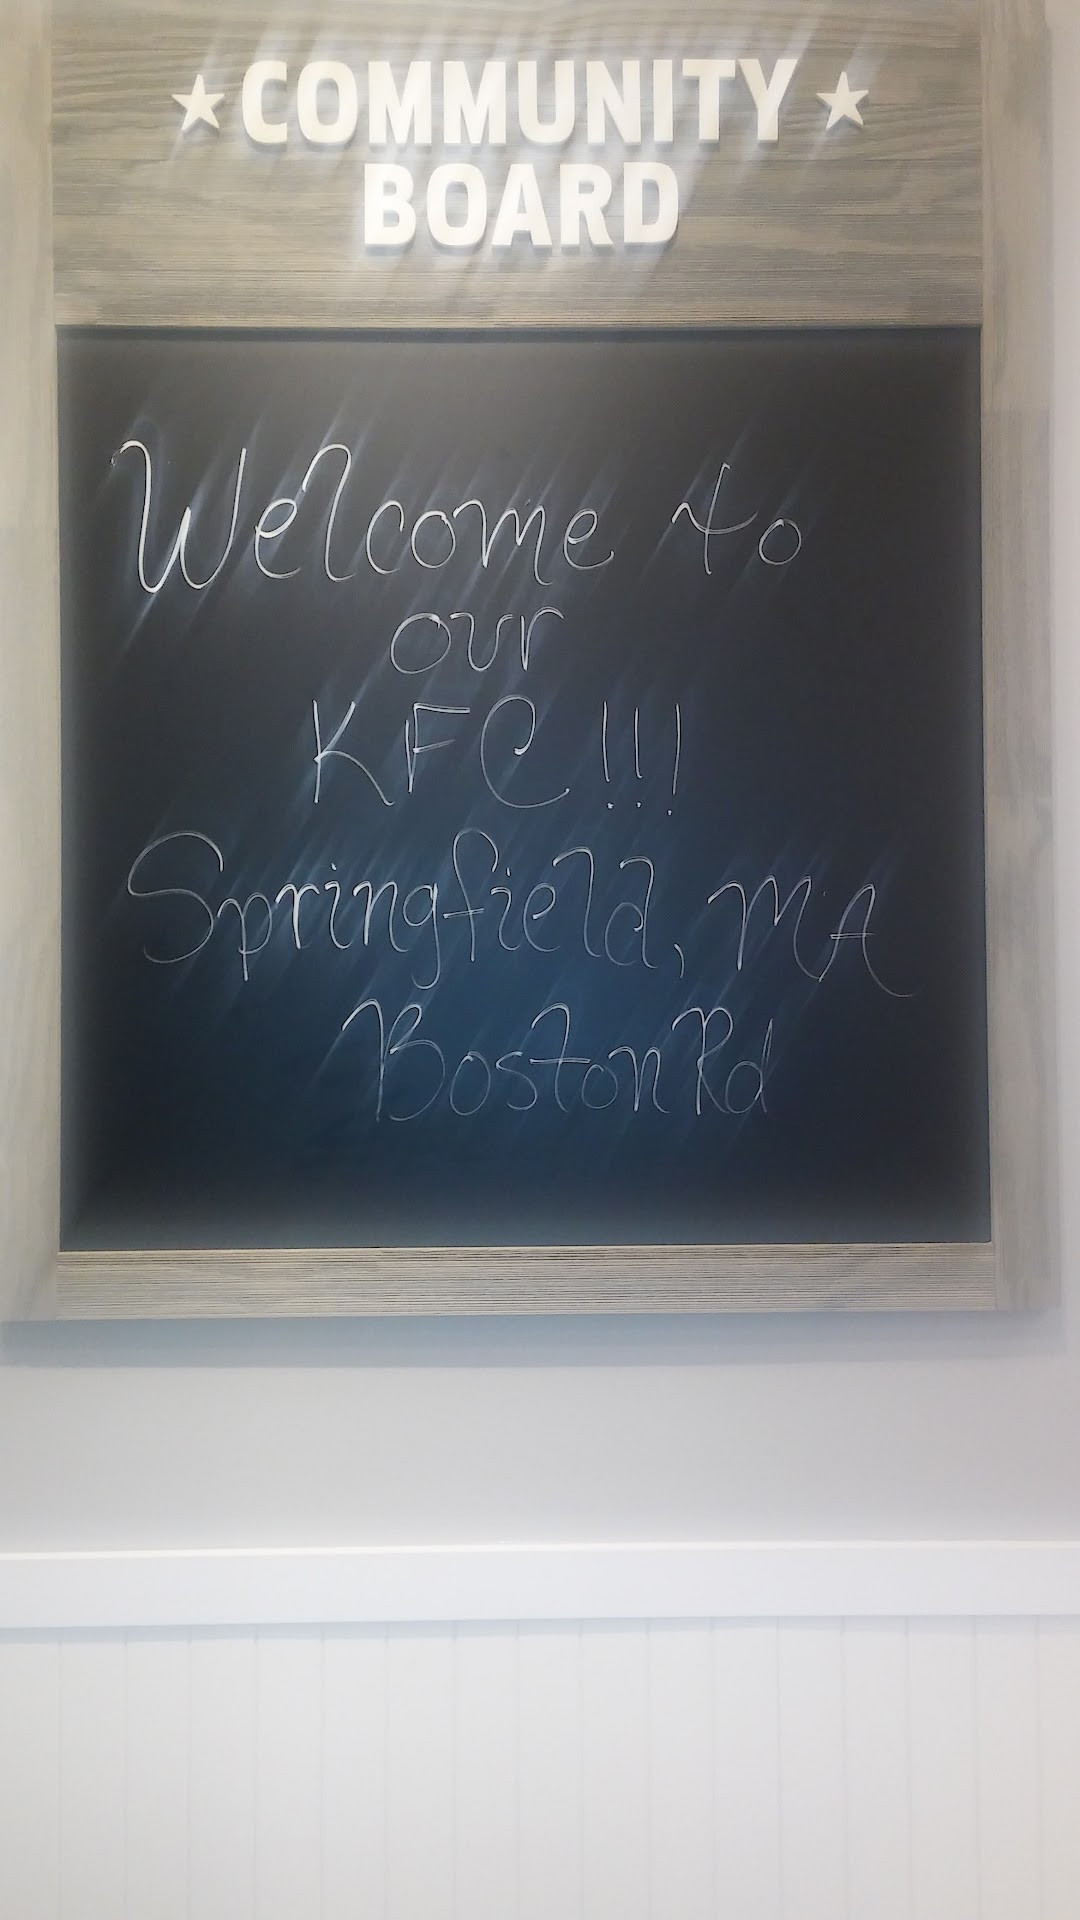 ★COMMUNITY★
BOARD
Welcome to
our
KFC!!!
Springfield, MA
Boston Rd